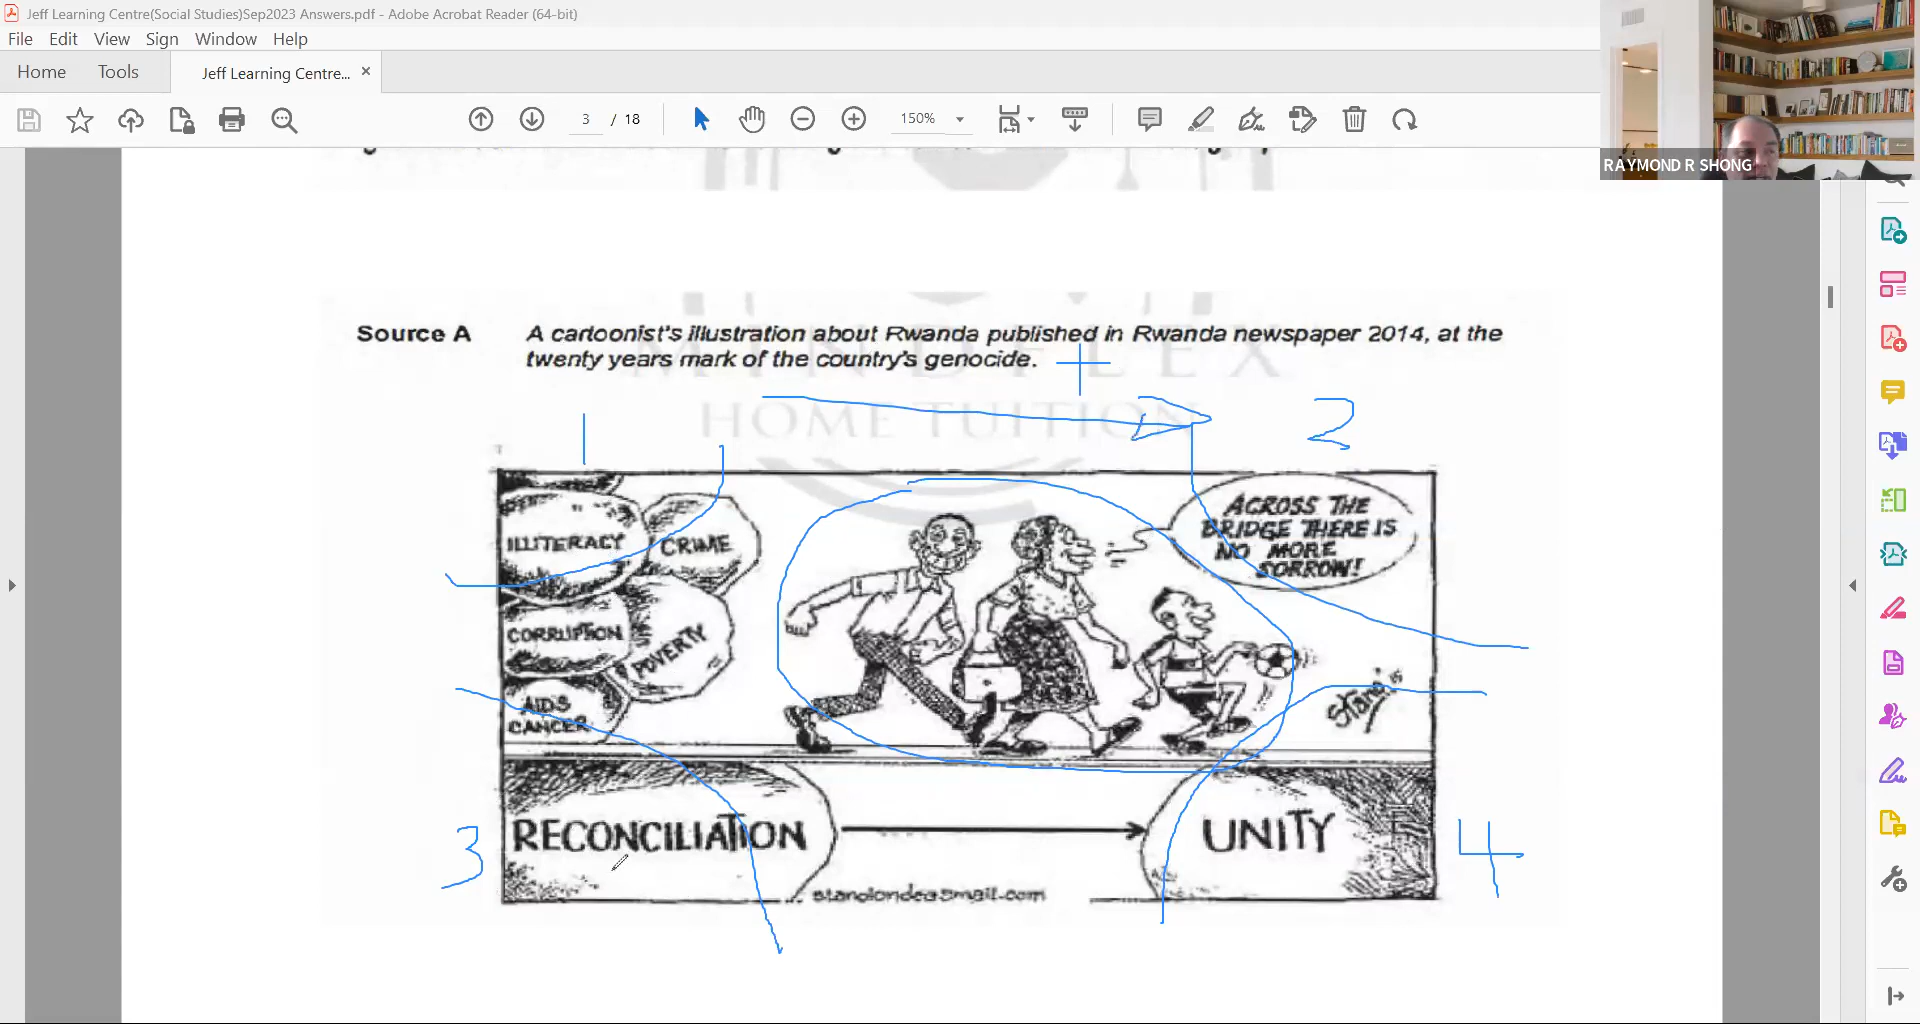 Jeff Learning Centre(Social Studies)Sep2023 Answers.pdf - Adobe Acrobat Reader (64-bit)
File Edit View Sign Window Help
Home Tools Jeff Learning Centre... ×
3 / 18 150%
RAYMOND R SHONG
Source A A cartoonist's illustration about Rwanda published in Rwanda newspaper 2014, at the
twenty years mark of the country's genocide.
MINDFLEX
HOME TUITION
1
2
ILLITERACY
CRIME
CORRUPTION
POVERTY
AIDS
CANCER
ACROSS THE
BRIDGE THERE IS
NO MORE
SORROW!
3
RECONCILIATION
UNITY
4